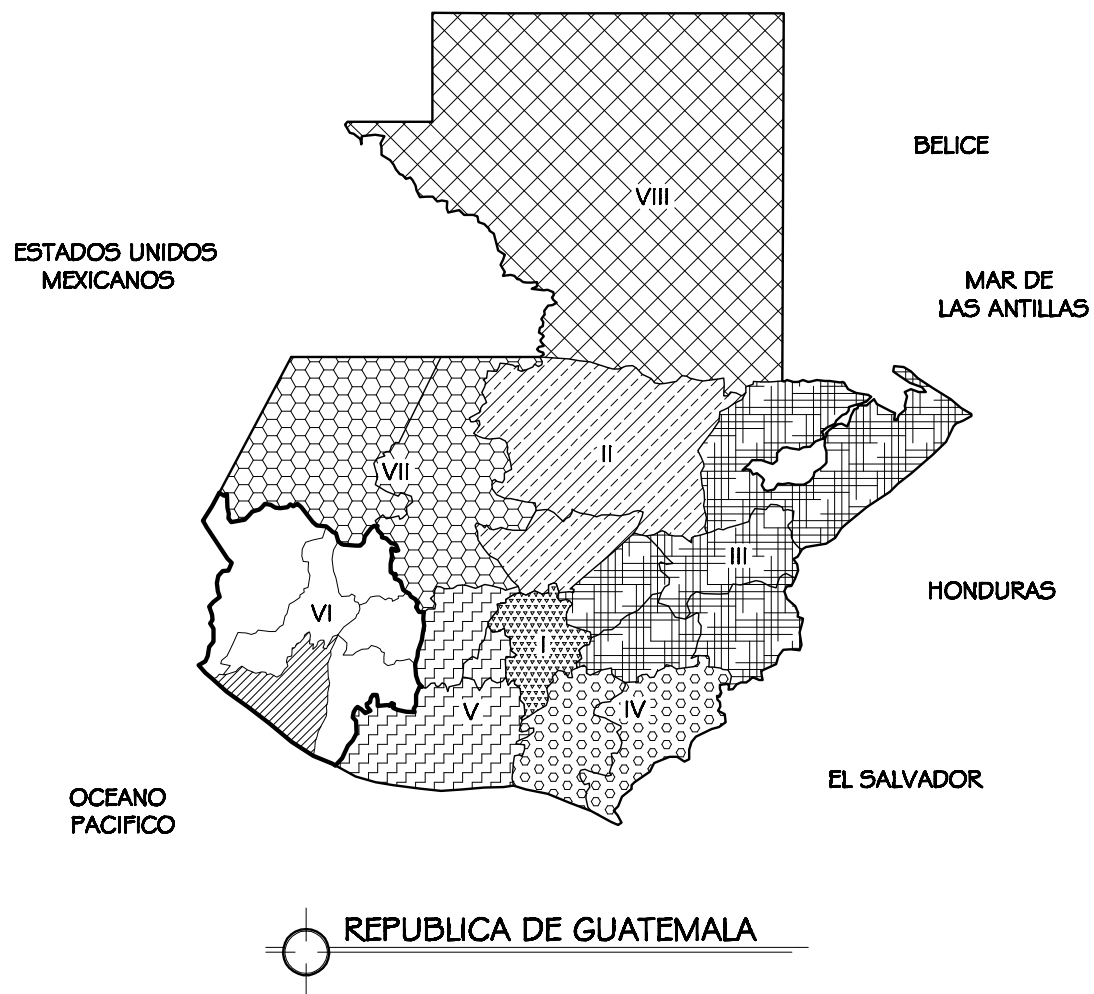 BELICE
VIII
ESTADOS UNIDOS
MEXICANOS
MAR DE
LAS ANTILLAS
II
VII
III
HONDURAS
VI
I
V
IV
EL SALVADOR
OCEANO
PACIFICO
REPUBLICA DE GUATEMALA